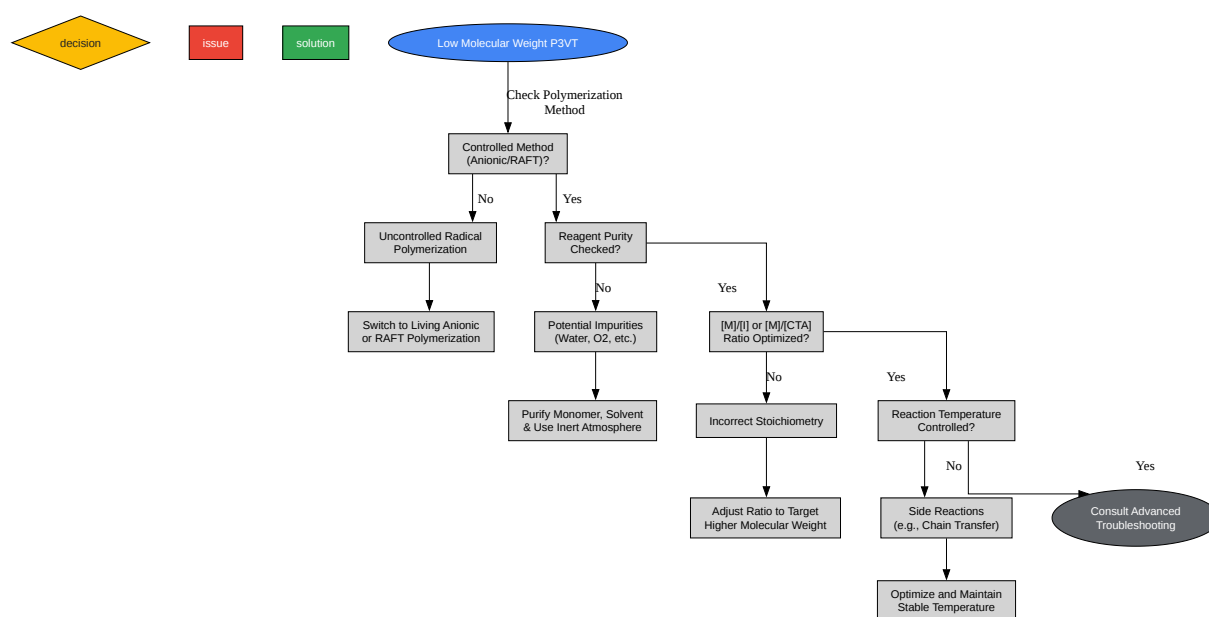 decision
issue
solution
Low Molecular Weight P3VT
Check Polymerization
Method
Controlled Method
(Anionic/RAFT)?
No
Yes
Uncontrolled Radical
Polymerization
Reagent Purity
Checked?
No
Yes
Switch to Living Anionic
or RAFT Polymerization
Potential Impurities
(Water, O2, etc.)
[M]/[I] or [M]/[CTA]
Ratio Optimized?
No
Yes
Purify Monomer, Solvent
& Use Inert Atmosphere
Incorrect Stoichiometry
Reaction Temperature
Controlled?
No
Yes
Adjust Ratio to Target
Higher Molecular Weight
Side Reactions
(e.g., Chain Transfer)
Consult Advanced
Troubleshooting
Optimize and Maintain
Stable Temperature